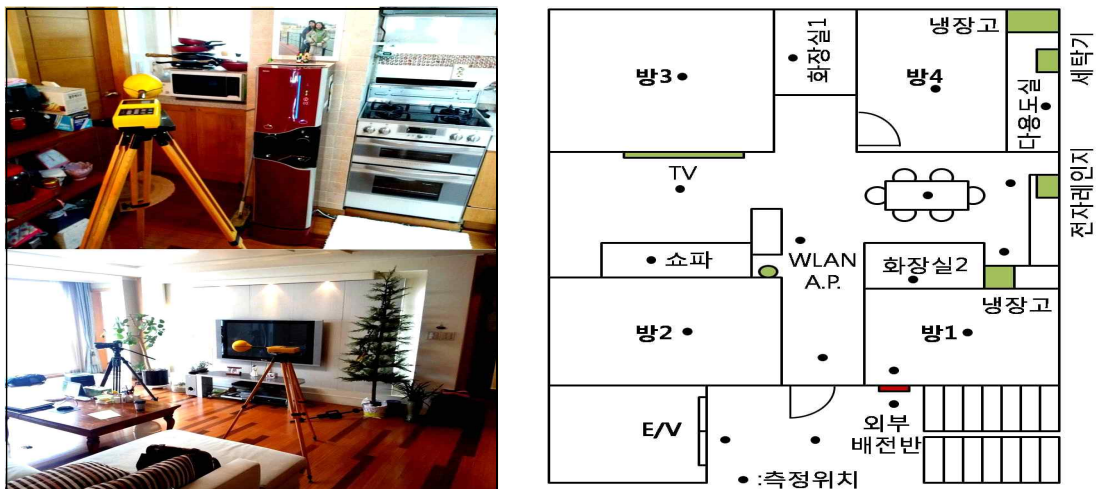 방3
화장실1
방4
냉장고
세탁기
다용도실
TV
전자레인지
쇼파
WLAN
A.P.
화장실2
냉장고
방2
방1
E/V
외부
배전반
:측정위치